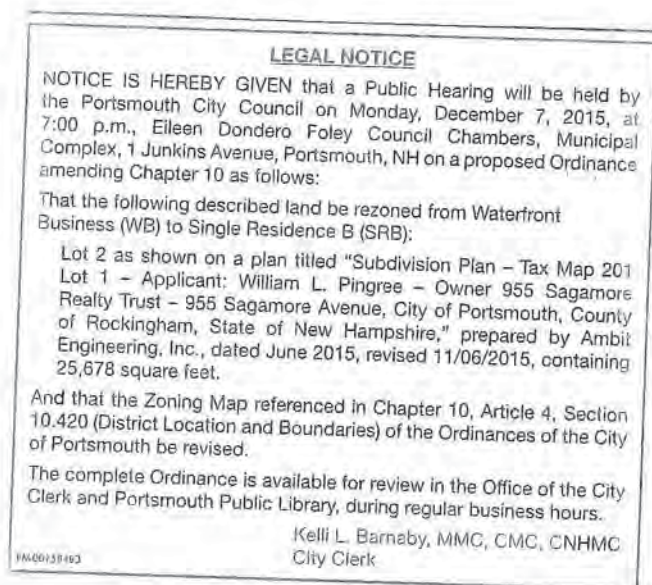 LEGAL NOTICE
NOTICE IS HEREBY GIVEN that a Public Hearing will be held by
the Portsmouth City Council on Monday, December 7, 2015, at
7:00 p.m., Eileen Dondero Foley Council Chambers, Municipal
Complex, 1 Junkins Avenue, Portsmouth, NH on a proposed Ordinance
amending Chapter 10 as follows:
That the following described land be rezoned from Waterfront
Business (WB) to Single Residence B (SRB):
Lot 2 as shown on a plan titled "Subdivision Plan – Tax Map 201
Lot 1 – Applicant: William L. Pingree – Owner 955 Sagamore
Realty Trust – 955 Sagamore Avenue, City of Portsmouth, County
of Rockingham, State of New Hampshire," prepared by Ambit
Engineering, Inc., dated June 2015, revised 11/06/2015, containing
25,678 square feet.
And that the Zoning Map referenced in Chapter 10, Article 4, Section
10.420 (District Location and Boundaries) of the Ordinances of the City
of Portsmouth be revised.
The complete Ordinance is available for review in the Office of the City
Clerk and Portsmouth Public Library, during regular business hours.
Kelli L. Barnaby, MMC, CMC, CNHMC
City Clerk